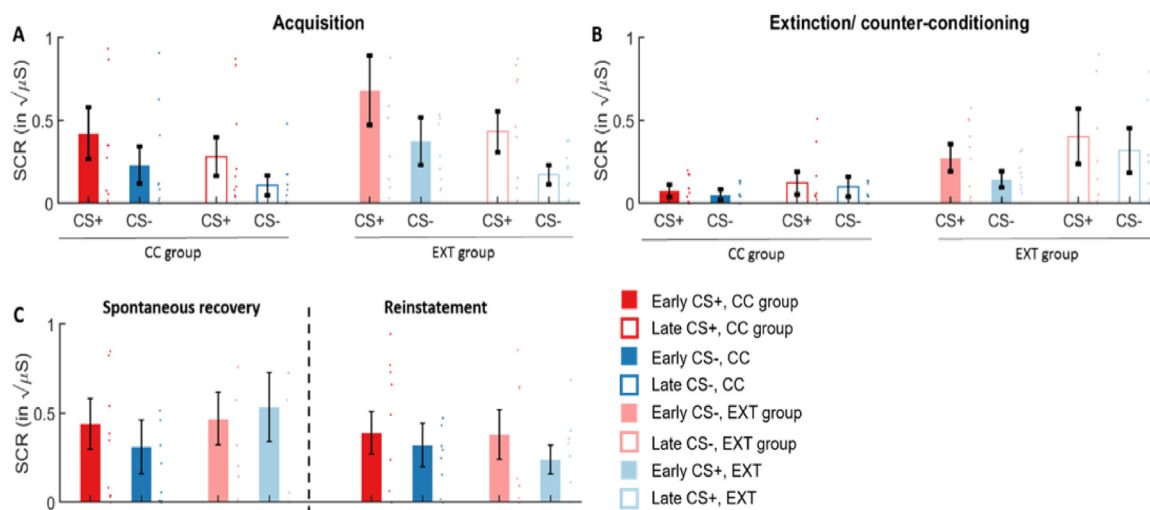 Acquisition
A
1
SCR (in √μS)
0.5
0
CS+ CS- CS+ CS- CS+ CS- CS+ CS-
CC group EXT group
Extinction/ counter-conditioning
B
1
SCR (in √μS)
0.5
0
CS+ CS- CS+ CS- CS+ CS- CS+ CS-
CC group EXT group
C
Spontaneous recovery Reinstatement
1
SCR (in √μS)
0.5
0
Early CS+, CC group
Late CS+, CC group
Early CS-, CC
Late CS-, CC
Early CS-, EXT group
Late CS-, EXT group
Early CS+, EXT
Late CS+, EXT